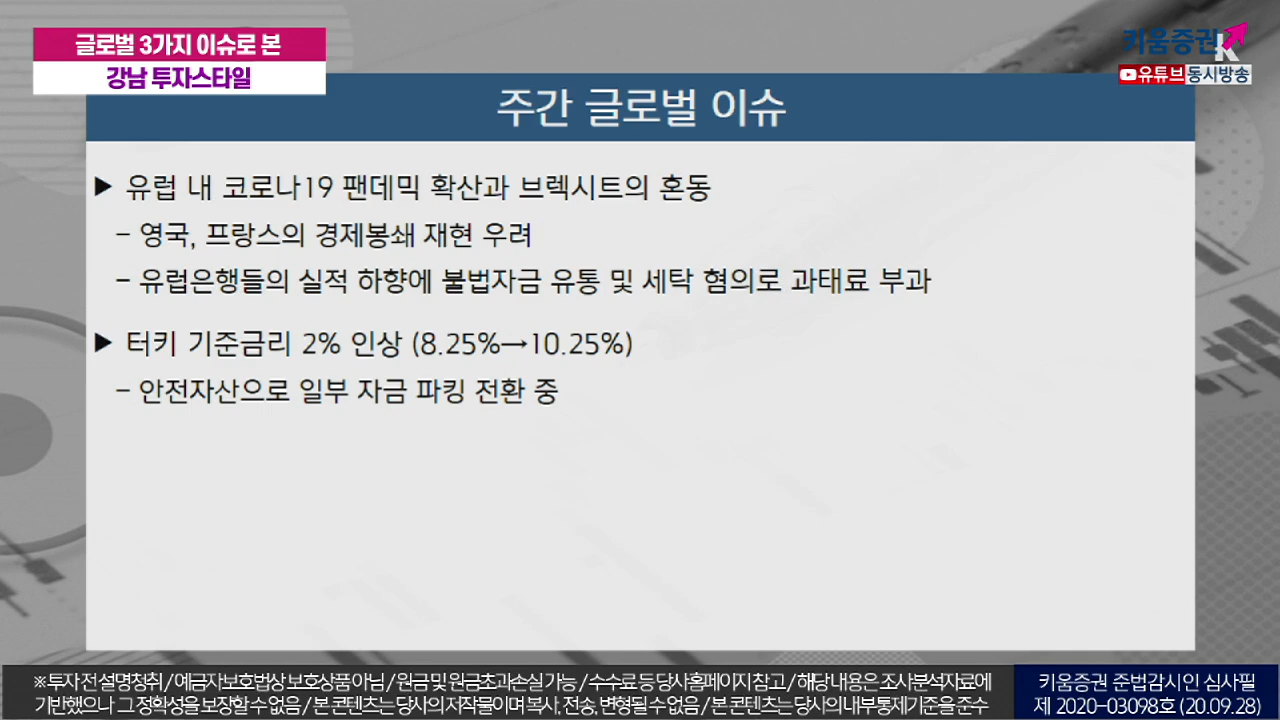 글로벌 3가지 이슈로 본
강남 투자스타일
키움증권
유튜브 동시방송
주간 글로벌 이슈
▶ 유럽 내 코로나19 팬데믹 확산과 브렉시트의 혼동
- 영국, 프랑스의 경제봉쇄 재현 우려
- 유럽은행들의 실적 하향에 불법자금 유통 및 세탁 혐의로 과태료 부과
▶ 터키 기준금리 2% 인상 (8.25%→10.25%)
- 안전자산으로 일부 자금 파킹 전환 중
※ 투자 전 설명청취 / 예금자보호법상 보호상품 아님 / 원금 및 원금초과손실 가능 / 수수료 등 당사홈페이지 참고 / 해당 내용은 조사분석자료에
기반했으나 그 정확성을 보장할 수 없음 / 본 콘텐츠는 당사의 저작물이며 복사, 전송, 변형될 수 없음 / 본 콘텐츠는 당사의 내부통제기준을 준수
키움증권 준법감시인 심사필
제 2020-03098호 (20.09.28)